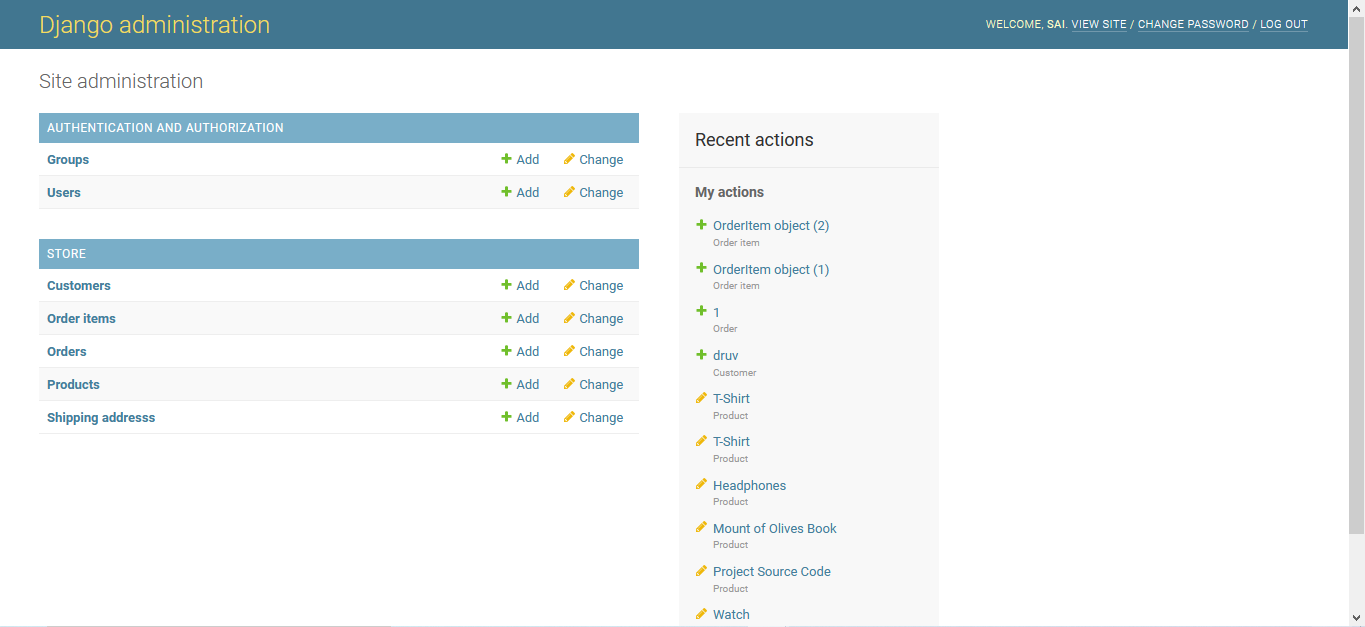 Django administration
WELCOME, SAI. VIEW SITE / CHANGE PASSWORD / LOG OUT
Site administration
AUTHENTICATION AND AUTHORIZATION
Groups Add Change
Users Add Change
STORE
Customers Add Change
Order items Add Change
Orders Add Change
Products Add Change
Shipping addresss Add Change
Recent actions
My actions
OrderItem object (2)
Order item
OrderItem object (1)
Order item
1
Order
druv
Customer
T-Shirt
Product
T-Shirt
Product
Headphones
Product
Mount of Olives Book
Product
Project Source Code
Product
Watch